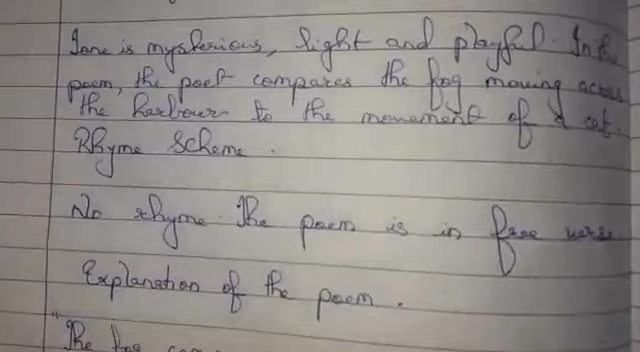 Tone is mysterious, light and playful. In the
poem, the poet compares the fog moving across
the harbour to the movement of a cat.
Rhyme Scheme.
No rhyme. The poem is in free verse.
Explanation of the poem.
"The fog